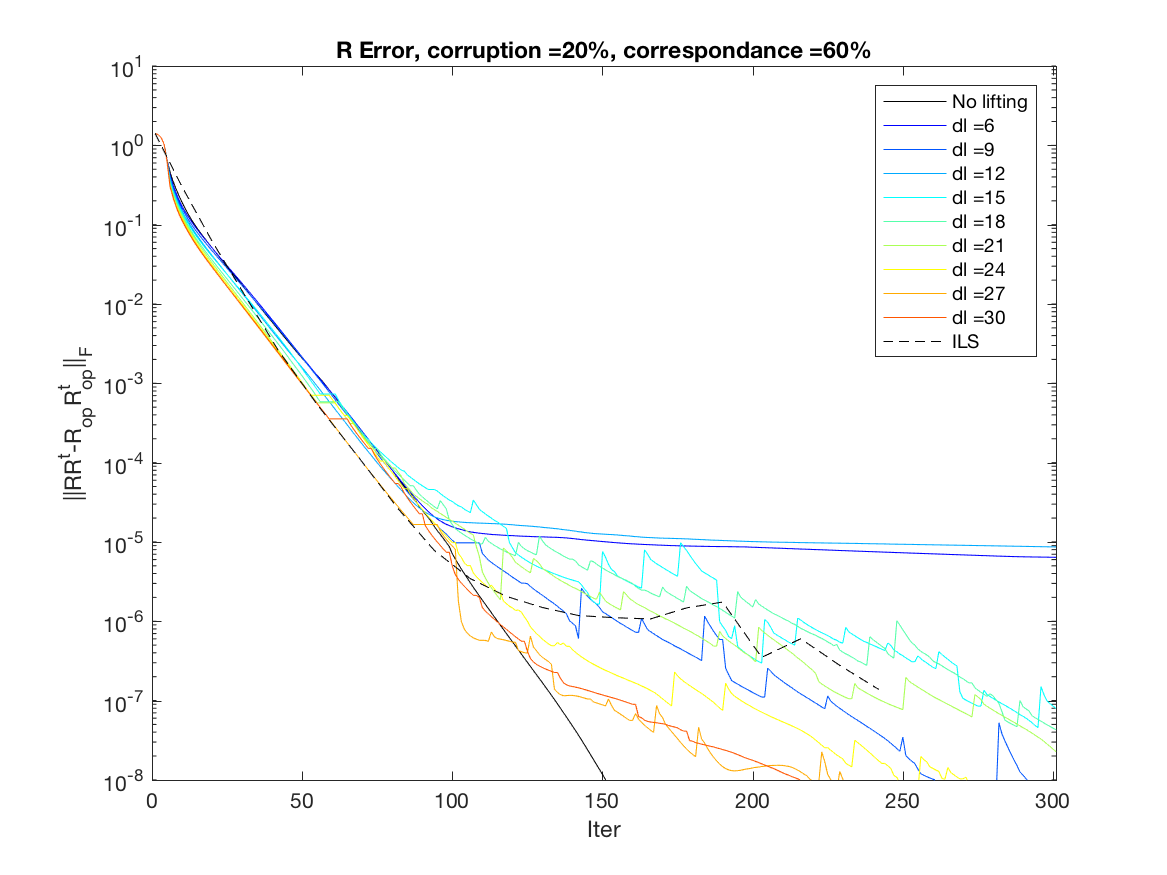 R Error, corruption =20%, correspondance =60%
10^1
10^0
10^-1
10^-2
10^-3
10^-4
10^-5
10^-6
10^-7
10^-8
||RR^t-R_op R_op^t||_F
0 50 100 150 200 250 300
Iter
No lifting
dl =6
dl =9
dl =12
dl =15
dl =18
dl =21
dl =24
dl =27
dl =30
ILS